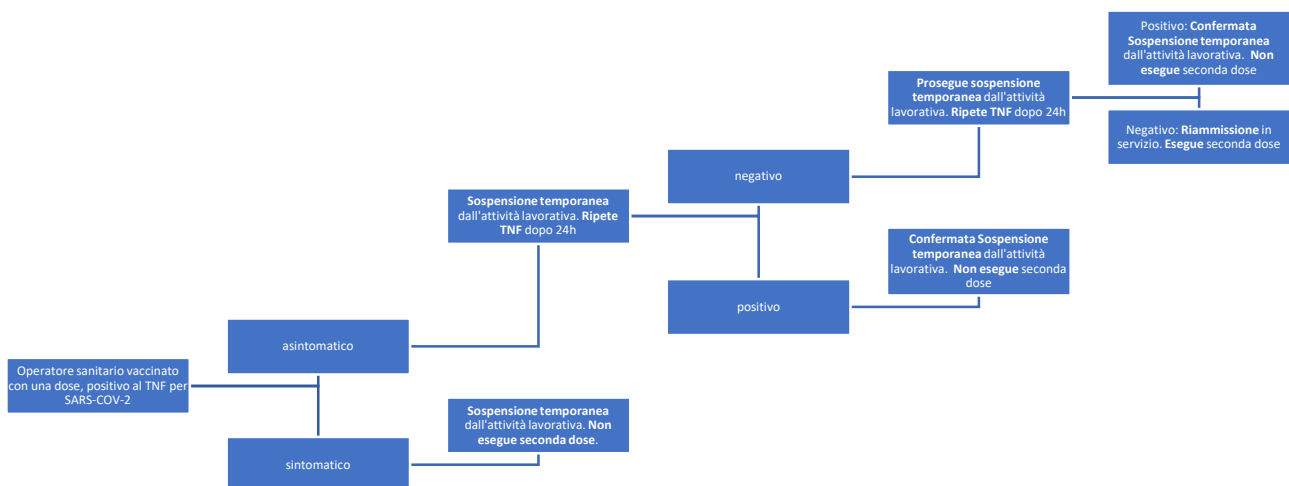 Operatore sanitario vaccinato
con una dose, positivo al TNF per
SARS-COV-2
asintomatico
Sospensione temporanea
dall'attività lavorativa. Ripete
TNF dopo 24h
negativo
Prosegue sospensione
temporanea dall'attività
lavorativa. Ripete TNF dopo 24h
Positivo: Confermata
Sospensione temporanea
dall'attività lavorativa. Non
esegue seconda dose
Negativo: Riammissione in
servizio. Esegue seconda dose
positivo
Confermata Sospensione
temporanea dall'attività
lavorativa. Non esegue seconda
dose
sintomatico
Sospensione temporanea
dall'attività lavorativa. Non
esegue seconda dose.